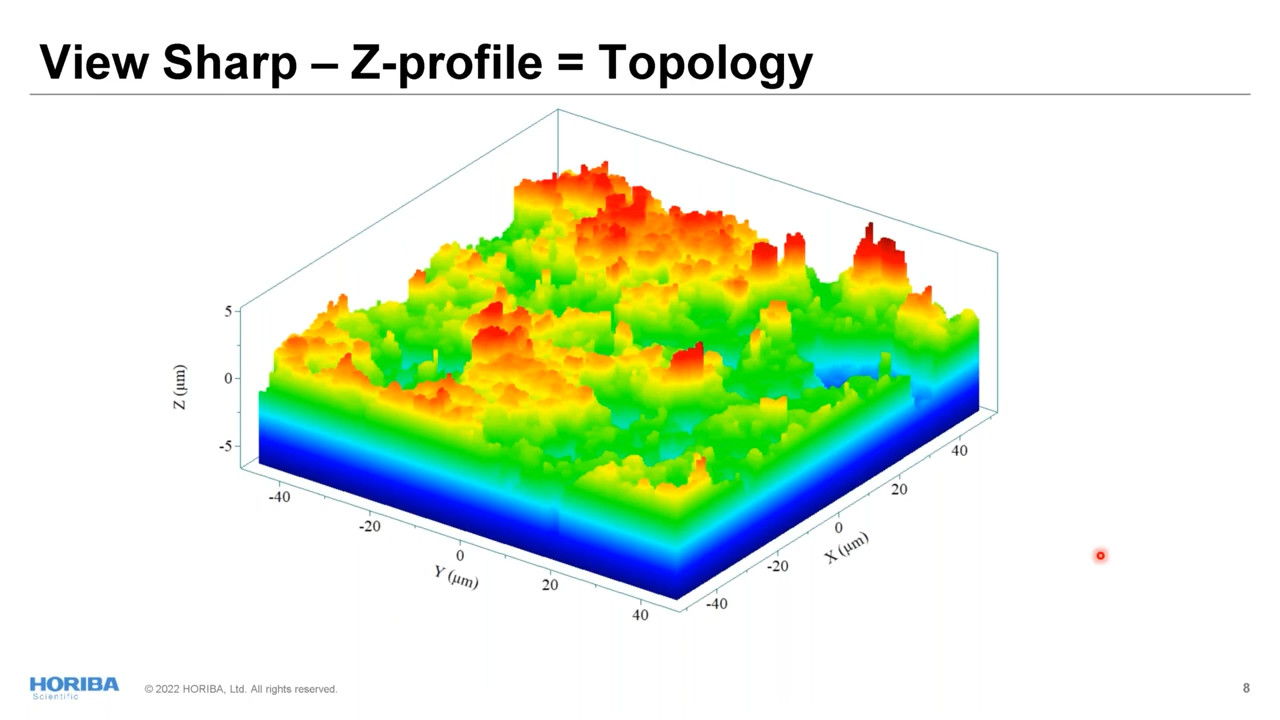 View Sharp – Z-profile = Topology
5
0
-5
Z (µm)
-40
-20
0
20
40
Y (µm)
-40
-20
0
20
40
X (µm)
HORIBA
Scientific
© 2022 HORIBA, Ltd. All rights reserved.
8